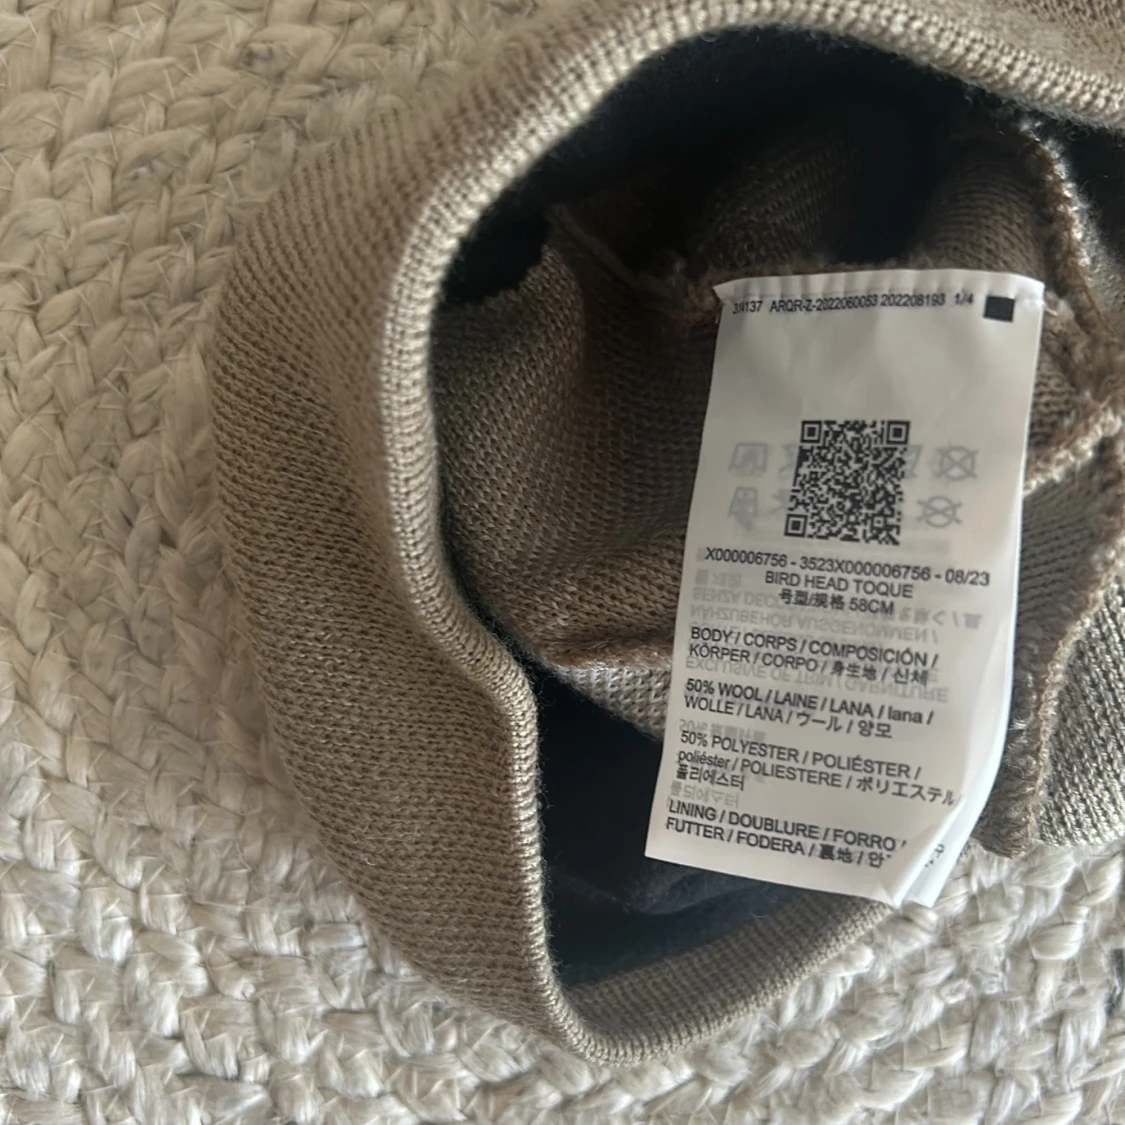 ARQR-Z-2022060053 202208193 1/4
X000006756 - 3523X000006756 - 08/23
BIRD HEAD TOQUE
号型/规格 58CM
BODY / CORPS / COMPOSICIÓN /
KÖRPER / CORPO / 身生地 / 신체
50% WOOL / LAINE / LANA / lana /
WOLLE / LANA / ウール / 양모
50% POLYESTER / POLIÉSTER /
poliéster / POLIESTERE / ポリエステル
폴리에스터
LINING / DOUBLURE / FORRO
FUTTER / FODERA / 裏地 /